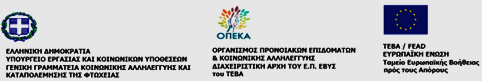 ΕΛΛΗΝΙΚΗ ΔΗΜΟΚΡΑΤΙΑ
ΥΠΟΥΡΓΕΙΟ ΕΡΓΑΣΙΑΣ ΚΑΙ ΚΟΙΝΩΝΙΚΩΝ ΥΠΟΘΕΣΕΩΝ
ΓΕΝΙΚΗ ΓΡΑΜΜΑΤΕΙΑ ΚΟΙΝΩΝΙΚΗΣ ΑΛΛΗΛΕΓΓΥΗΣ ΚΑΙ
ΚΑΤΑΠΟΛΕΜΗΣΗΣ ΤΗΣ ΦΤΩΧΕΙΑΣ
ΟΠΕΚΑ
ΟΡΓΑΝΙΣΜΟΣ ΠΡΟΝΟΙΑΚΩΝ ΕΠΙΔΟΜΑΤΩΝ
& ΚΟΙΝΩΝΙΚΗΣ ΑΛΛΗΛΕΓΓΥΗΣ
ΔΙΑΧΕΙΡΙΣΤΙΚΗ ΑΡΧΗ ΤΟΥ Ε.Π. ΕΒΥΣ
του ΤΕΒΑ
ΤΕΒΑ / FEAD
ΕΥΡΩΠΑΪΚΗ ΕΝΩΣΗ
Ταμείο Ευρωπαϊκής Βοήθειας
πρός τους Απόρους